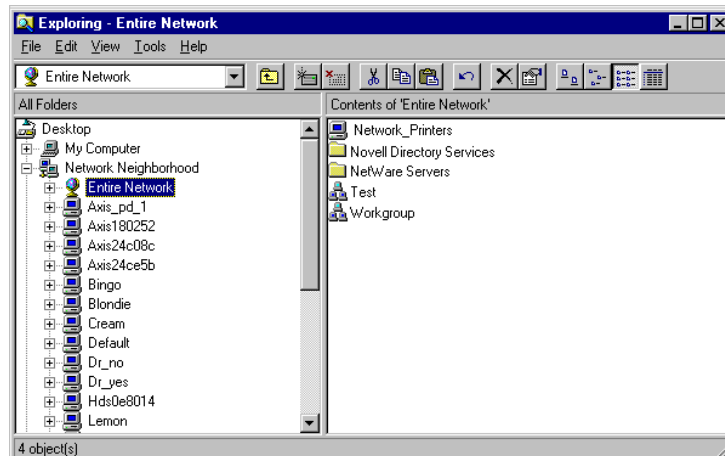 Exploring - Entire Network
File Edit View Tools Help
Entire Network
All Folders
Contents of 'Entire Network'
Desktop
My Computer
Network Neighborhood
Entire Network
Axis_pd_1
Axis180252
Axis24c08c
Axis24ce5b
Bingo
Blondie
Cream
Default
Dr_no
Dr_yes
Hds0e8014
Lemon
Network_Printers
Novell Directory Services
NetWare Servers
Test
Workgroup
4 object(s)